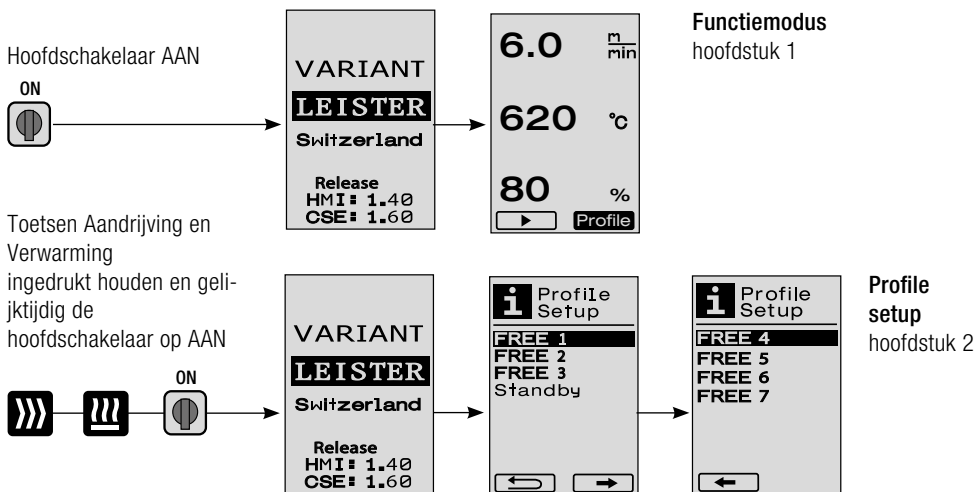 Hoofdschakelaar AAN
ON
VARIANT
LEISTER
Switzerland
Release
HMI: 1.40
CSE: 1.60
6.0 m/min
620 °C
80 %
Profile
Functiemodus
hoofdstuk 1
Toetsen Aandrijving en
Verwarming
ingedrukt houden en geli-
jktijdig de
hoofdschakelaar op AAN
ON
VARIANT
LEISTER
Switzerland
Release
HMI: 1.40
CSE: 1.60
i Profile
Setup
FREE 1
FREE 2
FREE 3
Standby
i Profile
Setup
FREE 4
FREE 5
FREE 6
FREE 7
Profile
setup
hoofdstuk 2